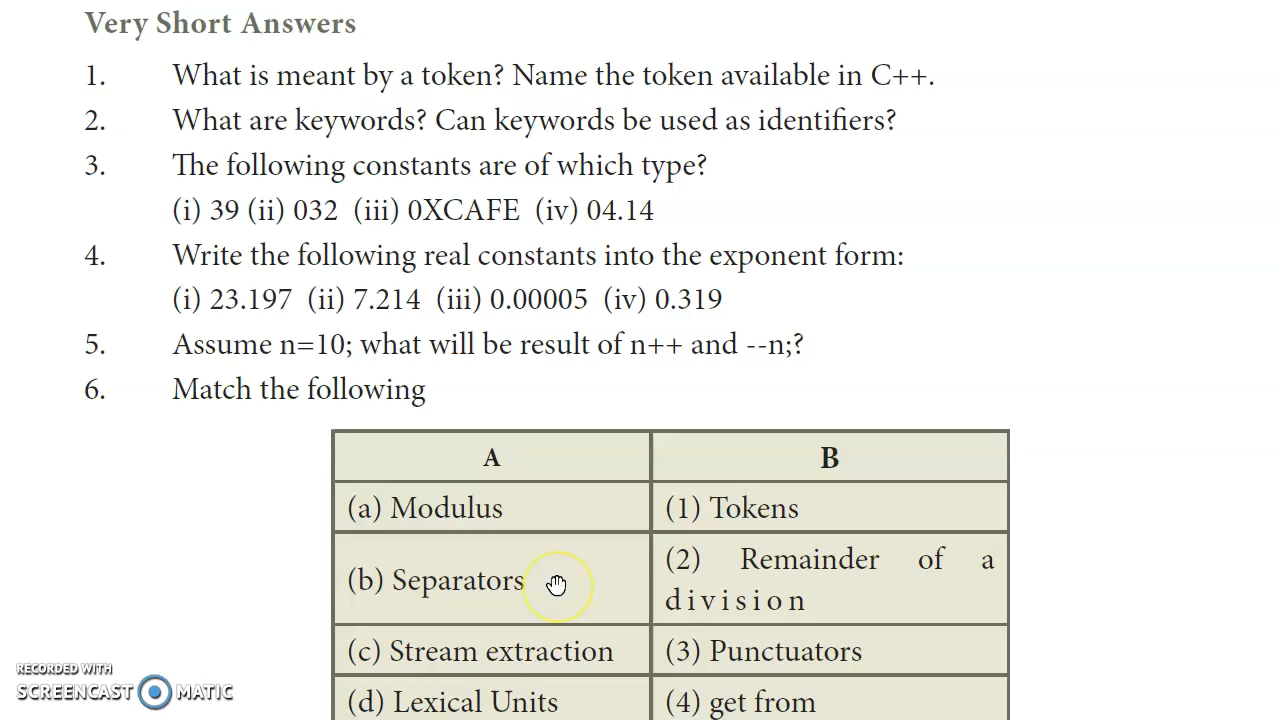 Very Short Answers
1. What is meant by a token? Name the token available in C++.
2. What are keywords? Can keywords be used as identifiers?
3. The following constants are of which type?
(i) 39 (ii) 032 (iii) 0XCAFE (iv) 04.14
4. Write the following real constants into the exponent form:
(i) 23.197 (ii) 7.214 (iii) 0.00005 (iv) 0.319
5. Assume n=10; what will be result of n++ and --n;?
6. Match the following
A B
(a) Modulus (1) Tokens
(b) Separators (2) Remainder of a
division
(c) Stream extraction (3) Punctuators
(d) Lexical Units (4) get from
RECORDED WITH
SCREENCAST MATIC